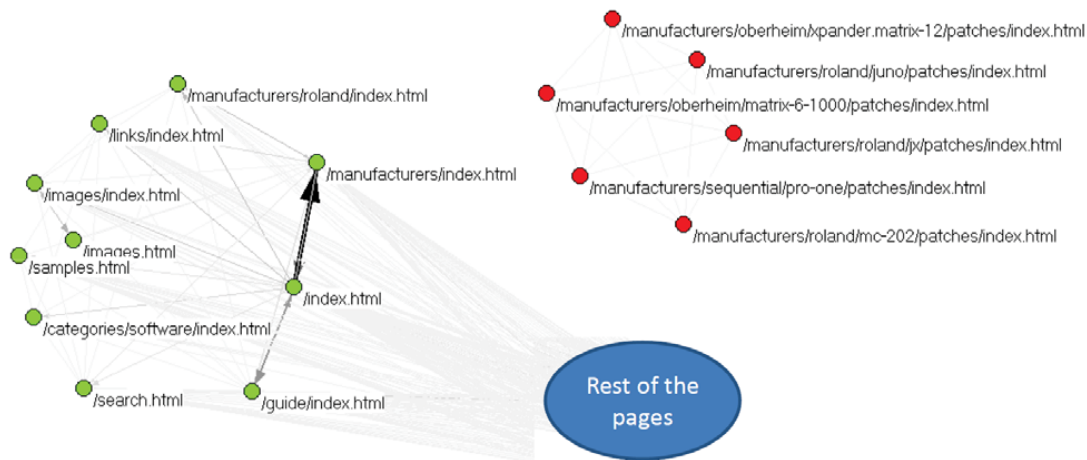 /manufacturers/oberheim/xpander.matrix-12/patches/index.html
/manufacturers/roland/juno/patches/index.html
/manufacturers/roland/index.html
/manufacturers/oberheim/matrix-6-1000/patches/index.html
/links/index.html
/manufacturers/roland/jx/patches/index.html
/manufacturers/index.html
/manufacturers/sequential/pro-one/patches/index.html
/images/index.html
/manufacturers/roland/mc-202/patches/index.html
/images.html
/samples.html
/index.html
/categories/software/index.html
Rest of the
pages
/search.html
/guide/index.html